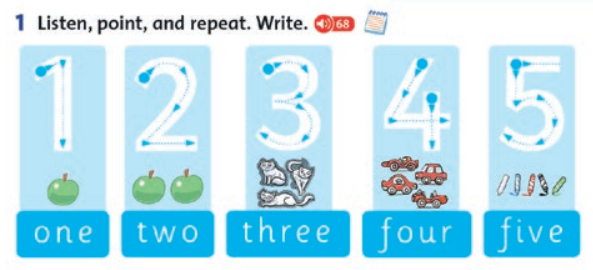 1 Listen, point, and repeat. Write. 68
1 2 3 4 5
one two three four five